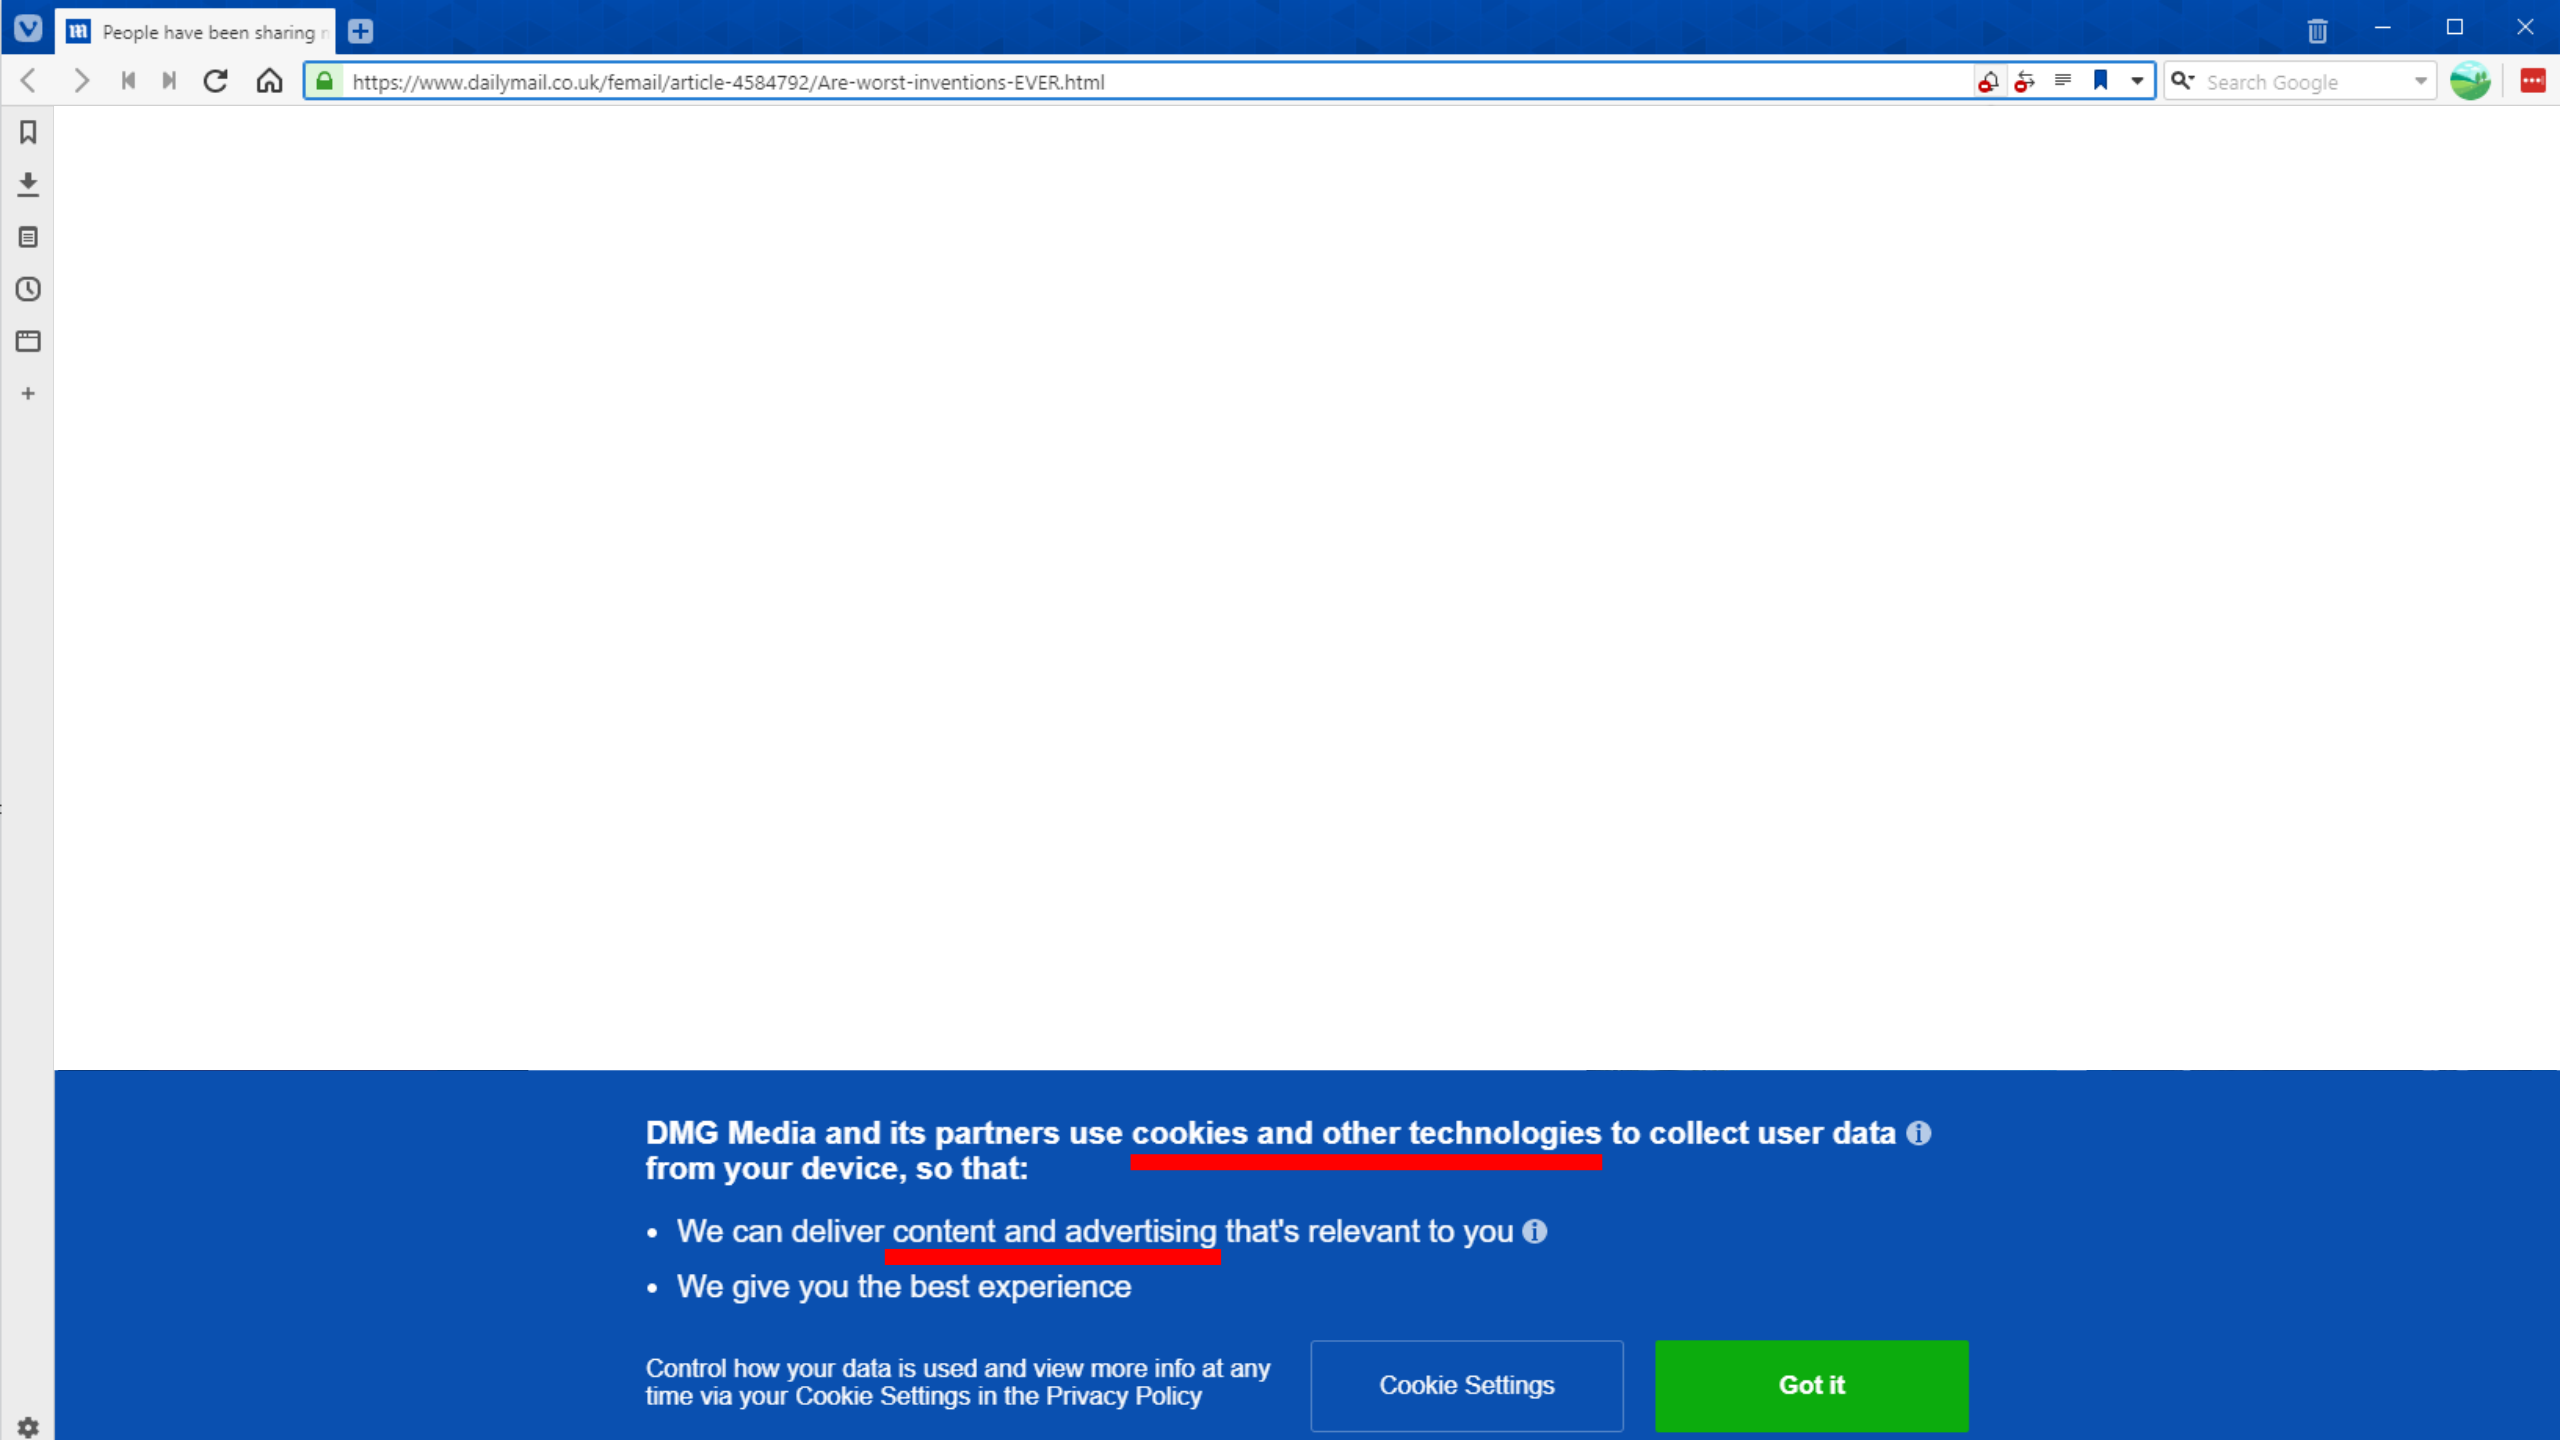 People have been sharing
https://www.dailymail.co.uk/femail/article-4584792/Are-worst-inventions-EVER.html
Search Google
DMG Media and its partners use cookies and other technologies to collect user data
from your device, so that:
• We can deliver content and advertising that's relevant to you
• We give you the best experience
Control how your data is used and view more info at any
time via your Cookie Settings in the Privacy Policy
Cookie Settings
Got it